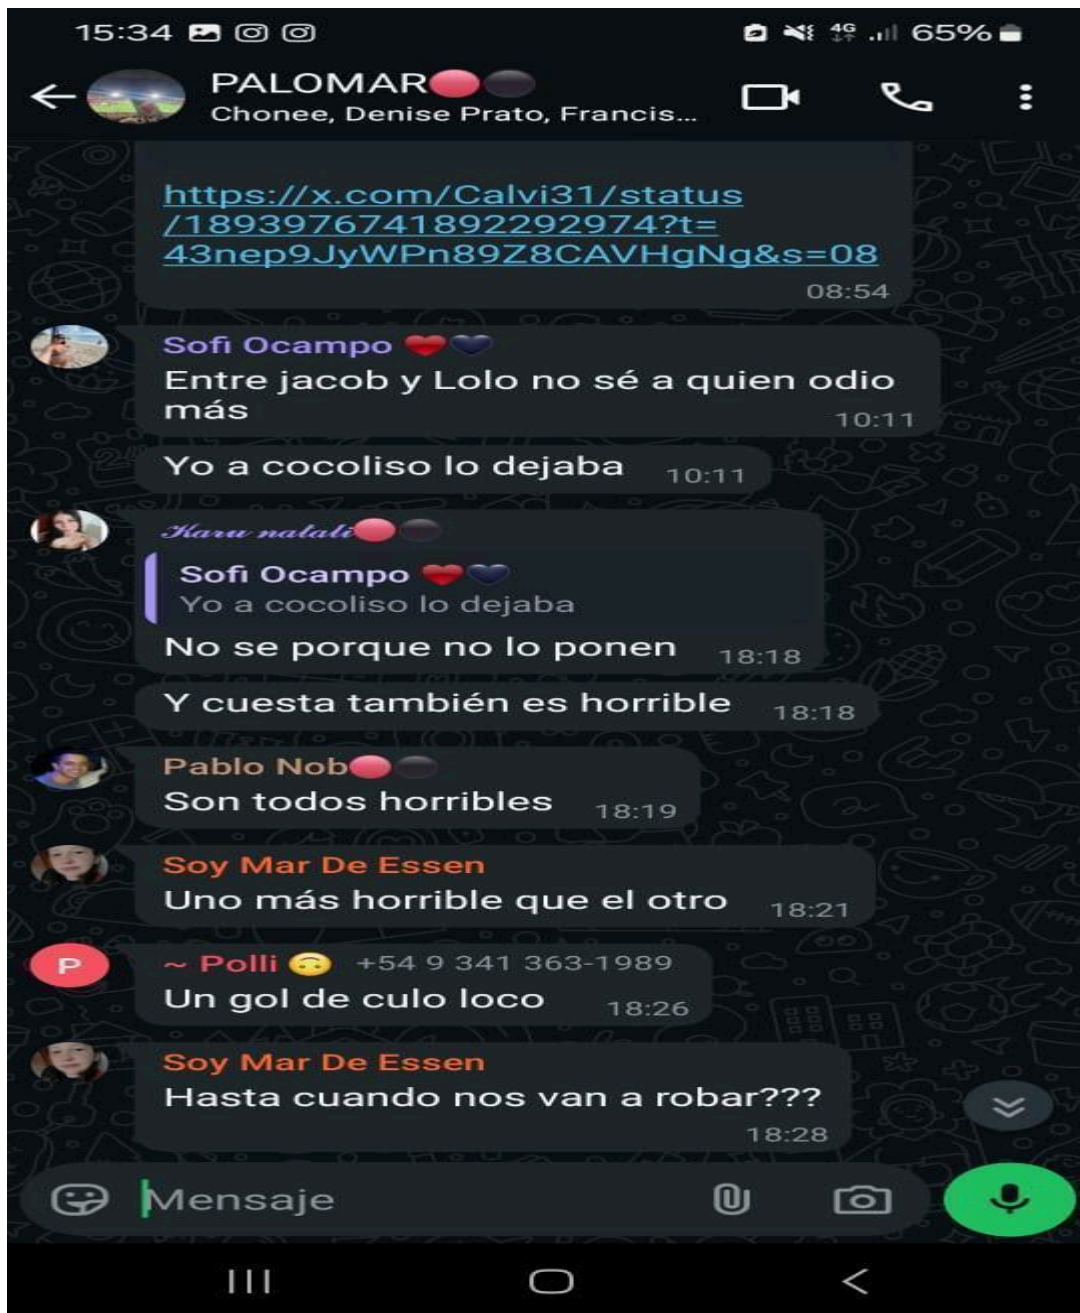 15:34 4G 65%
PALOMAR🔴⚫
Chonee, Denise Prato, Francis...
https://x.com/Calvi31/status
/1893976741892292974?t=
43nep9JyWPn89Z8CAVHgNg&s=08
08:54
Sofi Ocampo ❤️🖤
Entre jacob y Lolo no sé a quien odio
más 10:11
Yo a cocoliso lo dejaba 10:11
Karu natali🔴⚫
Sofi Ocampo ❤️🖤
Yo a cocoliso lo dejaba
No se porque no lo ponen 18:18
Y cuesta también es horrible 18:18
Pablo Nob🔴⚫
Son todos horribles 18:19
Soy Mar De Essen
Uno más horrible que el otro 18:21
P ~ Polli 🙃 +54 9 341 363-1989
Un gol de culo loco 18:26
Soy Mar De Essen
Hasta cuando nos van a robar???
18:28
Mensaje